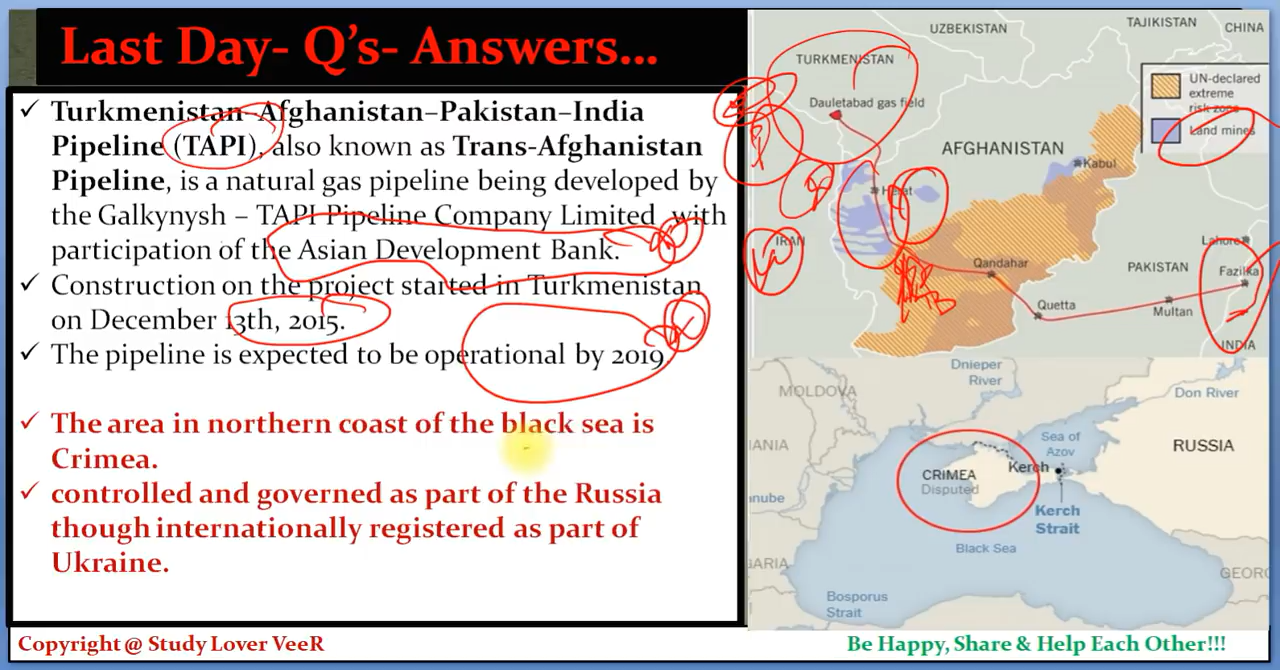 Last Day- Q's- Answers...
✓ Turkmenistan–Afghanistan–Pakistan–India
Pipeline (TAPI), also known as Trans-Afghanistan
Pipeline, is a natural gas pipeline being developed by
the Galkynysh – TAPI Pipeline Company Limited with
participation of the Asian Development Bank.
✓ Construction on the project started in Turkmenistan
on December 13th, 2015.
✓ The pipeline is expected to be operational by 2019.
✓ The area in northern coast of the black sea is
Crimea.
✓ controlled and governed as part of the Russia
though internationally registered as part of
Ukraine.
UZBEKISTAN
TAJIKISTAN
CHINA
TURKMENISTAN
Dauletabad gas field
UN-declared
extreme
risk zone
Land mines
AFGHANISTAN
Kabul
Herat
IRAN
Qandahar
PAKISTAN
Lahore
Fazilka
Quetta
Multan
INDIA
Dnieper
River
MOLDOVA
Don River
ANIA
Sea of
Azov
RUSSIA
CRIMEA
Disputed
Kerch
anube
Kerch
Strait
Black Sea
GARIA
GEORG
Bosporus
Strait
Copyright @ Study Lover VeeR
Be Happy, Share & Help Each Other!!!